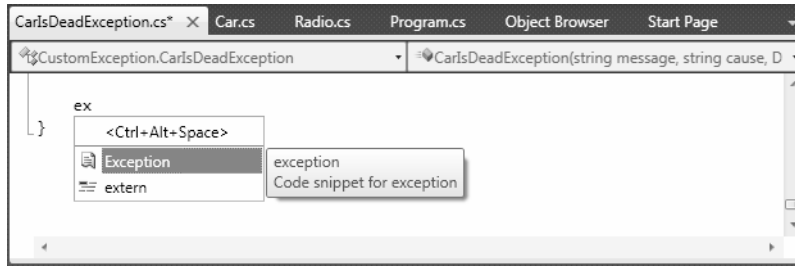 CarIsDeadException.cs* Car.cs Radio.cs Program.cs Object Browser Start Page
CustomException.CarIsDeadException CarIsDeadException(string message, string cause, D
ex
}
<Ctrl+Alt+Space>
Exception
extern
exception
Code snippet for exception